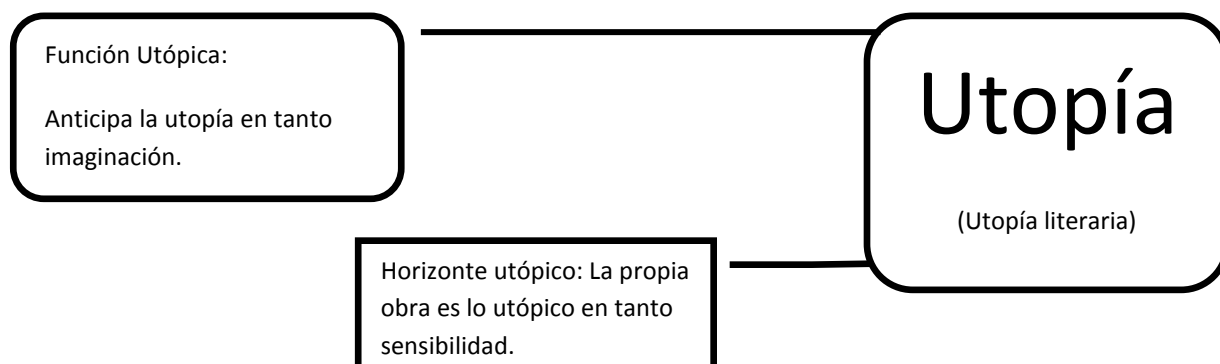 Función Utópica:
Anticipa la utopía en tanto
imaginación.
Utopía
(Utopía literaria)
Horizonte utópico: La propia
obra es lo utópico en tanto
sensibilidad.